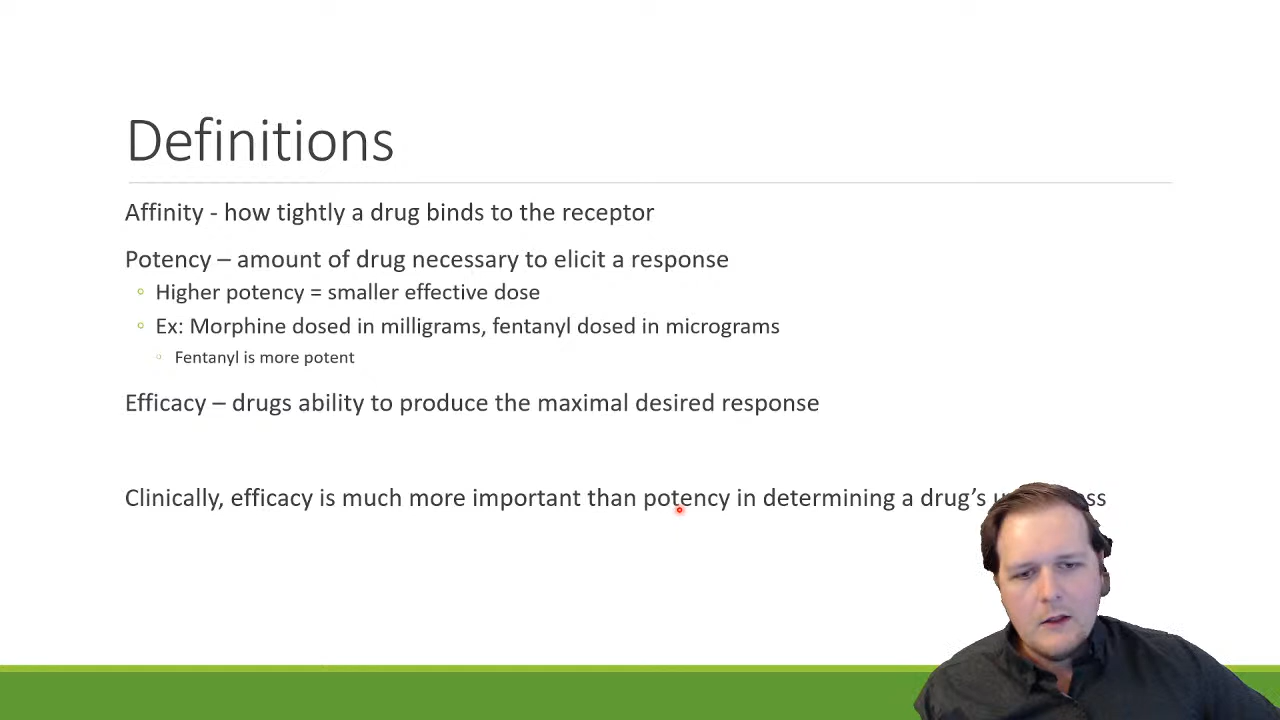 Definitions
Affinity - how tightly a drug binds to the receptor
Potency – amount of drug necessary to elicit a response
Higher potency = smaller effective dose
Ex: Morphine dosed in milligrams, fentanyl dosed in micrograms
Fentanyl is more potent
Efficacy – drugs ability to produce the maximal desired response
Clinically, efficacy is much more important than potency in determining a drug’s